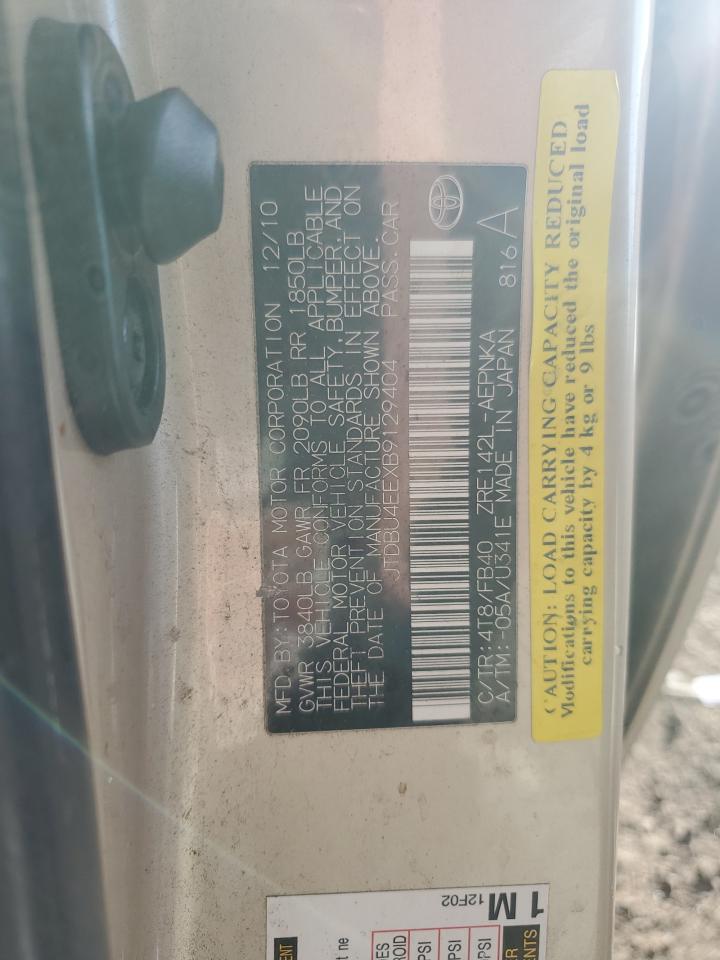 MFD. BY: TOYOTA MOTOR CORPORATION 12/10
GVWR 3840LB GAWR FR 2090LB RR 1850LB
THIS VEHICLE CONFORMS TO ALL APPLICABLE
FEDERAL MOTOR VEHICLE SAFETY, BUMPER, AND
THEFT PREVENTION STANDARDS IN EFFECT ON
THE DATE OF MANUFACTURE SHOWN ABOVE.
JTDBU4EEXB9129404 PASS. CAR
C/TR: 4T8/FB40 ZRE142L-AEPNKA
A/TM: -05A/U341E MADE IN JAPAN 816 A
CAUTION: LOAD CARRYING CAPACITY REDUCED
Modifications to this vehicle have reduced the original load
carrying capacity by 4 kg or 9 lbs
1M
12F02
PSI
PSI
PSI